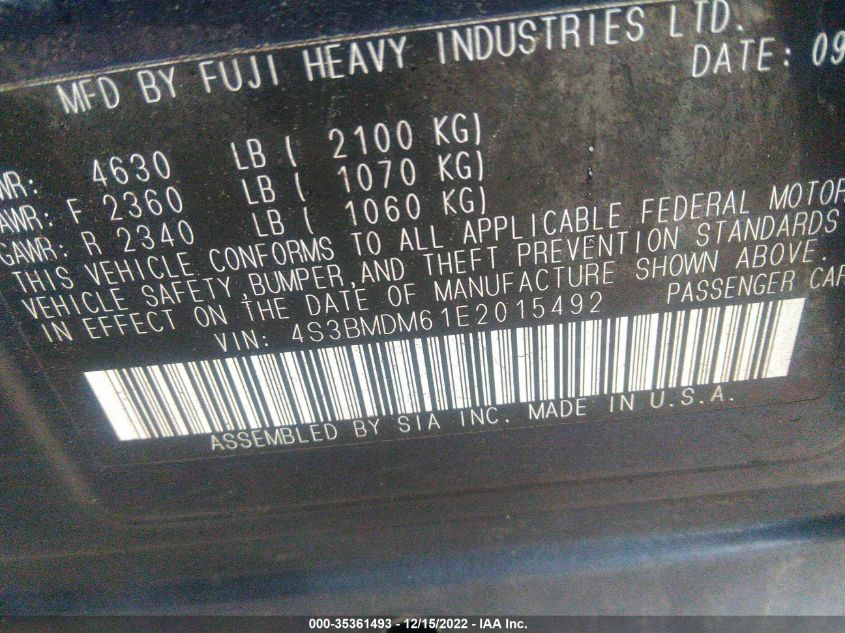 MFD BY FUJI HEAVY INDUSTRIES LTD.
DATE: 09
WR: 4630 LB ( 2100 KG)
AWR: F 2360 LB ( 1070 KG)
GAWR: R 2340 LB ( 1060 KG)
THIS VEHICLE CONFORMS TO ALL APPLICABLE FEDERAL MOTOR
VEHICLE SAFETY,BUMPER,AND THEFT PREVENTION STANDARDS
IN EFFECT ON THE DATE OF MANUFACTURE SHOWN ABOVE.
VIN: 4S3BMDM61E2015492 PASSENGER CAR
ASSEMBLED BY SIA INC. MADE IN U.S.A.
000-35361493 - 12/15/2022 - IAA Inc.